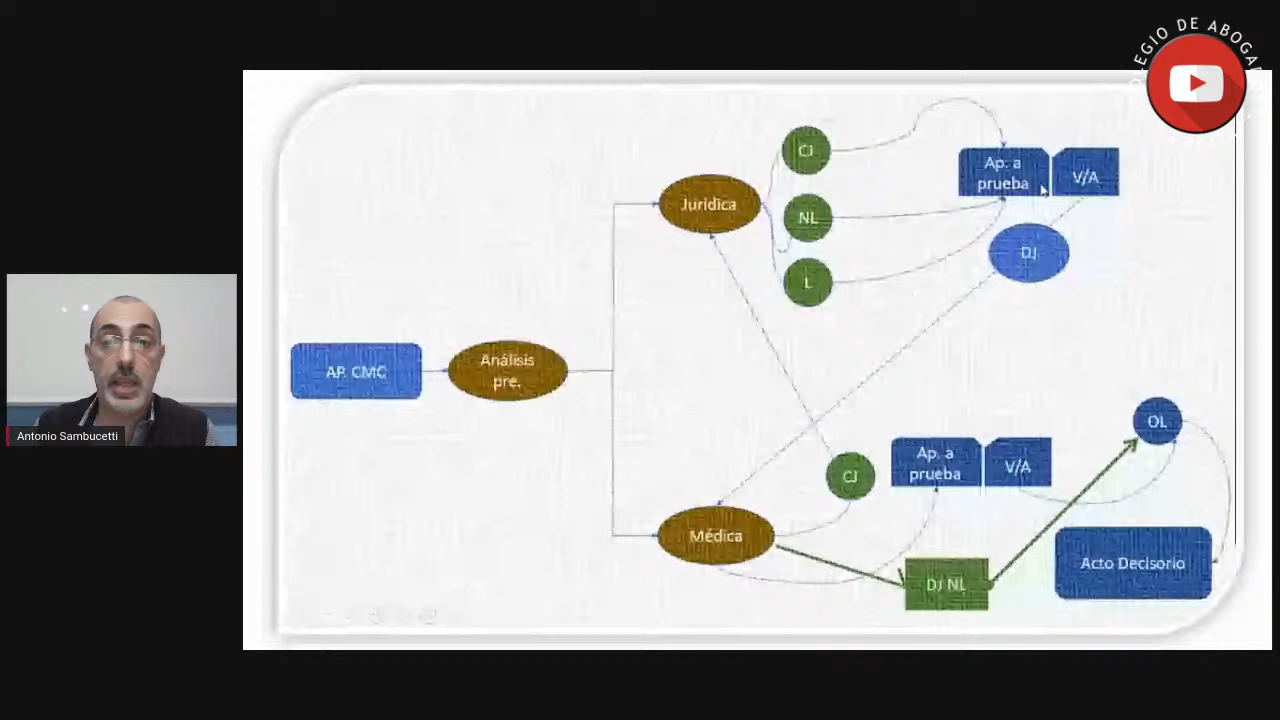 EGIO DE ABOGA
CJ
Ap. a
prueba
V/A
Jurídica
NL
DJ
L
AP. CMC
Análisis
pre.
OL
CJ
Ap. a
prueba
V/A
Médica
Acto Decisorio
DJ NL
Antonio Sambucetti